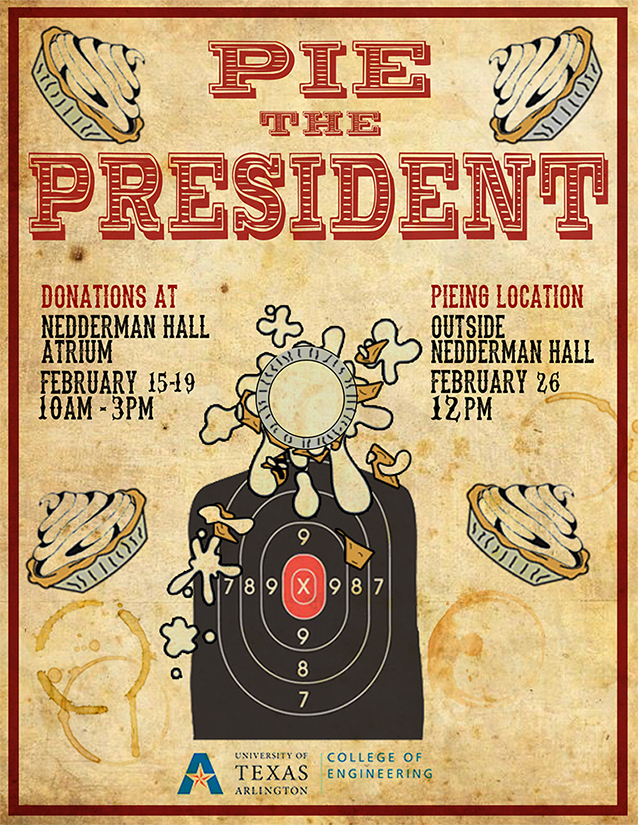 PIE
THE
PRESIDENT
DONATIONS AT
NEDDERMAN HALL
ATRIUM
FEBRUARY 15-19
10AM - 3PM
PIEING LOCATION
OUTSIDE
NEDDERMAN HALL
FEBRUARY 26
12PM
9
7 8 9 X 9 8 7
9
8
7
UNIVERSITY OF
TEXAS
ARLINGTON
COLLEGE OF
ENGINEERING